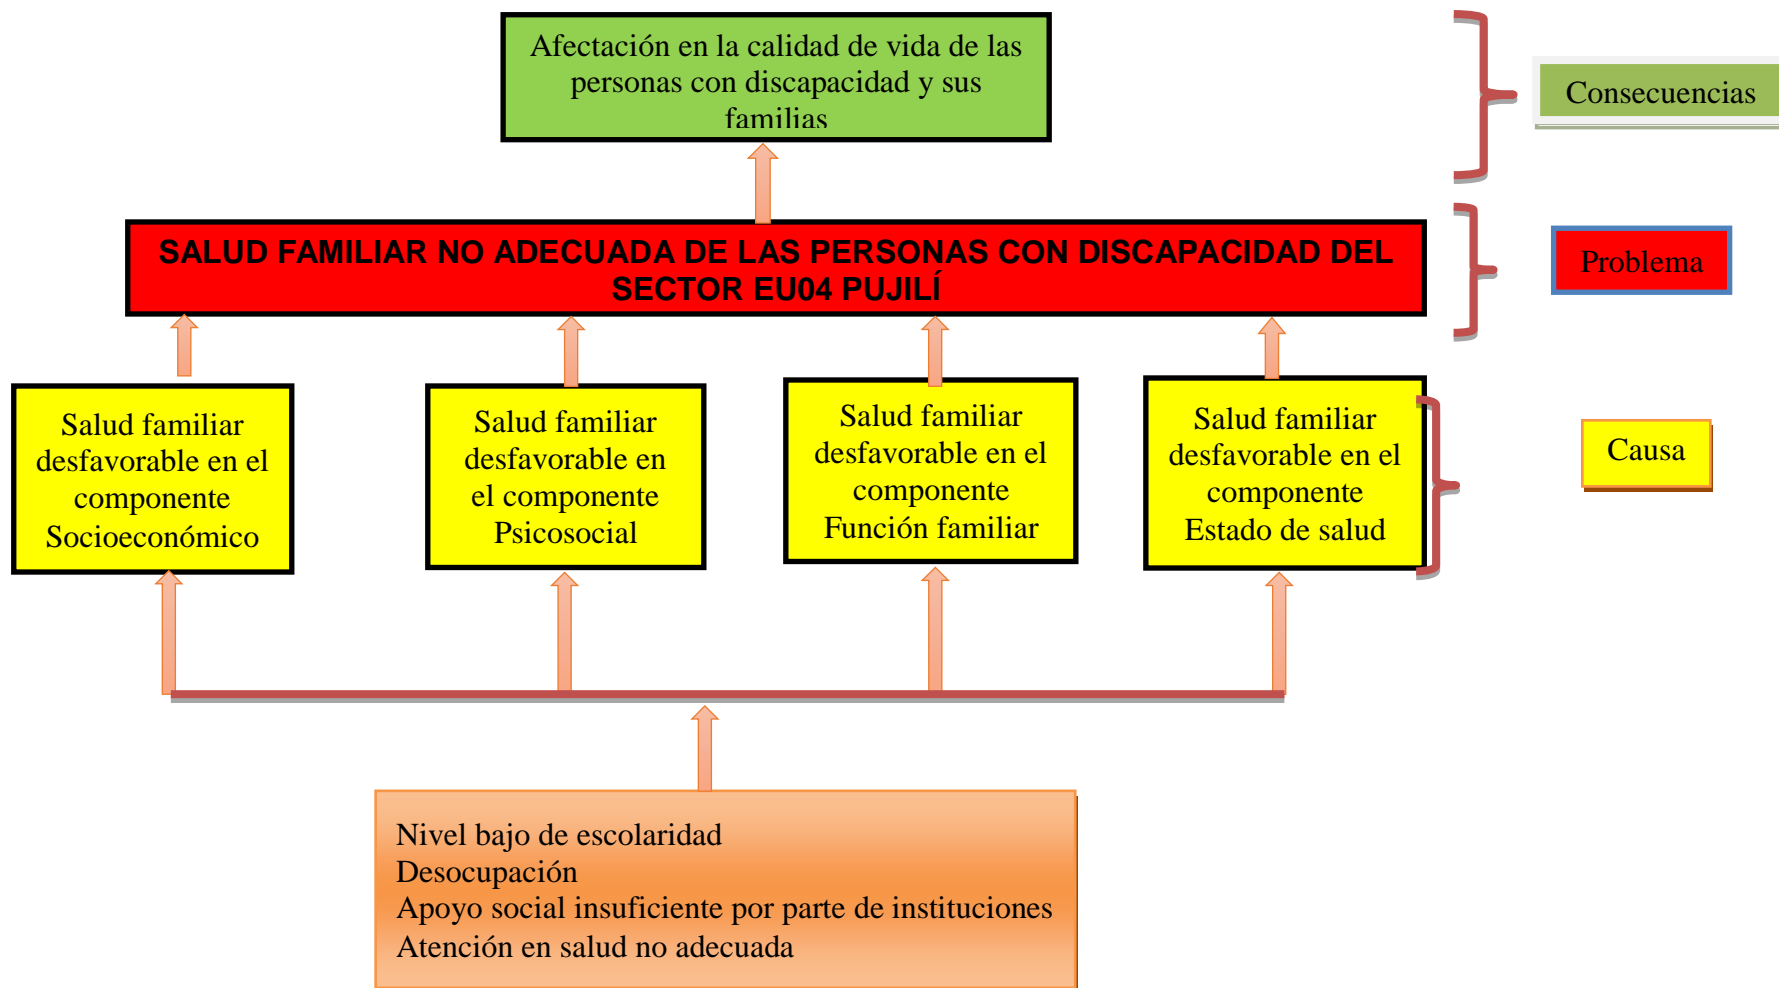 Afectación en la calidad de vida de las
personas con discapacidad y sus
familias
Consecuencias
SALUD FAMILIAR NO ADECUADA DE LAS PERSONAS CON DISCAPACIDAD DEL
SECTOR EU04 PUJILÍ
Problema
Salud familiar
desfavorable en el
componente
Socioeconómico
Salud familiar
desfavorable en
el componente
Psicosocial
Salud familiar
desfavorable en el
componente
Función familiar
Salud familiar
desfavorable en el
componente
Estado de salud
Causa
Nivel bajo de escolaridad
Desocupación
Apoyo social insuficiente por parte de instituciones
Atención en salud no adecuada